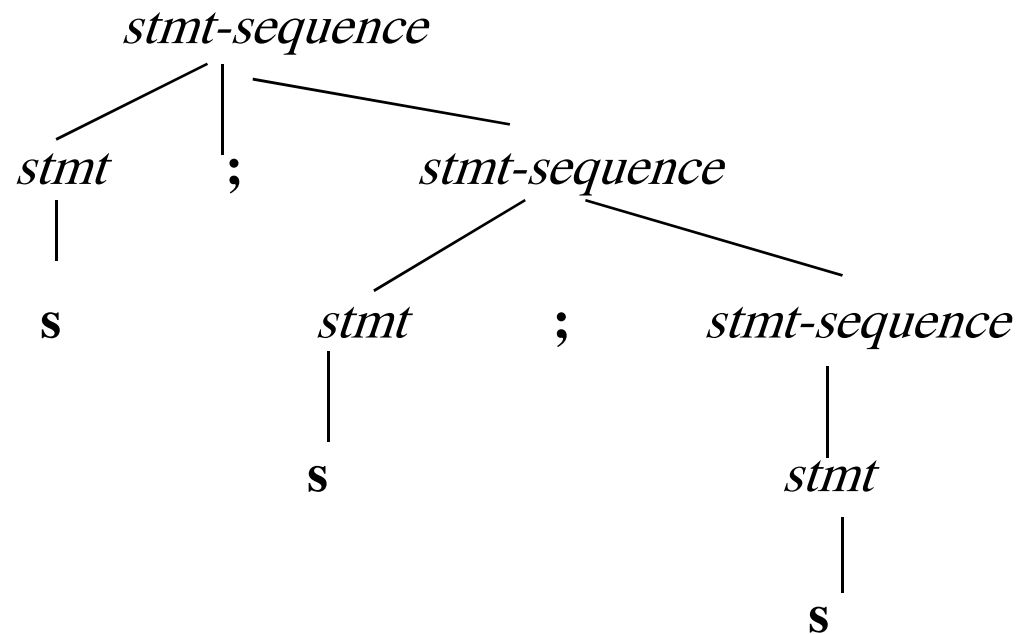 stmt-sequence
stmt ; stmt-sequence
s stmt ; stmt-sequence
s stmt
s